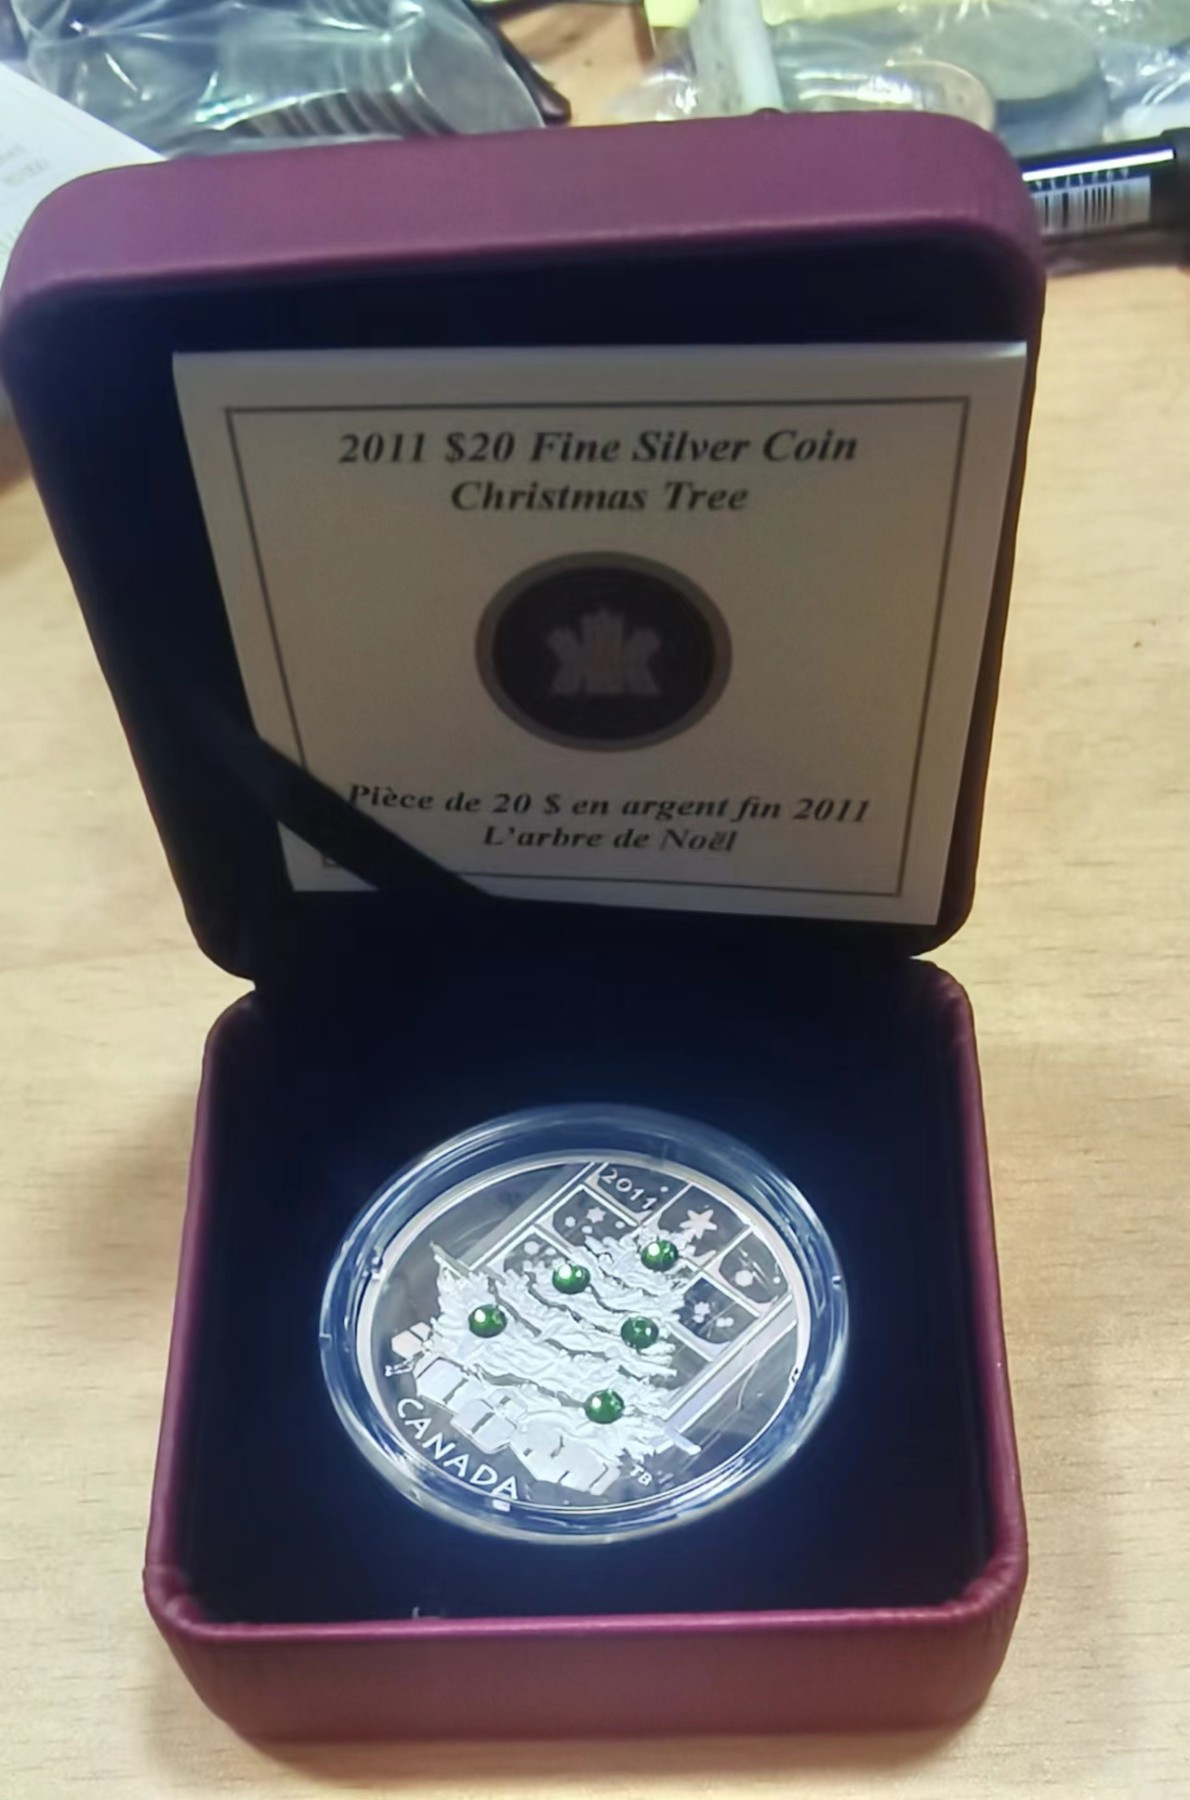 2011 $20 Fine Silver Coin
Christmas Tree
Pièce de 20 $ en argent fin 2011
L'arbre de Noël
2011
CANADA
TB